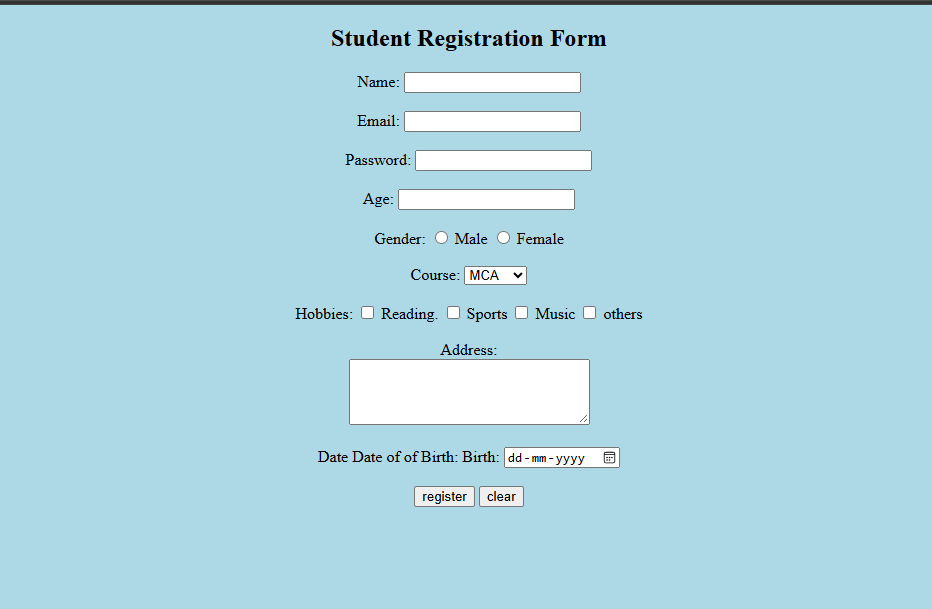 Student Registration Form
Name:
Email:
Password:
Age:
Gender: Male Female
Course: MCA
Hobbies: Reading. Sports Music others
Address:
Date Date of of Birth: Birth: dd-mm-yyyy
register clear